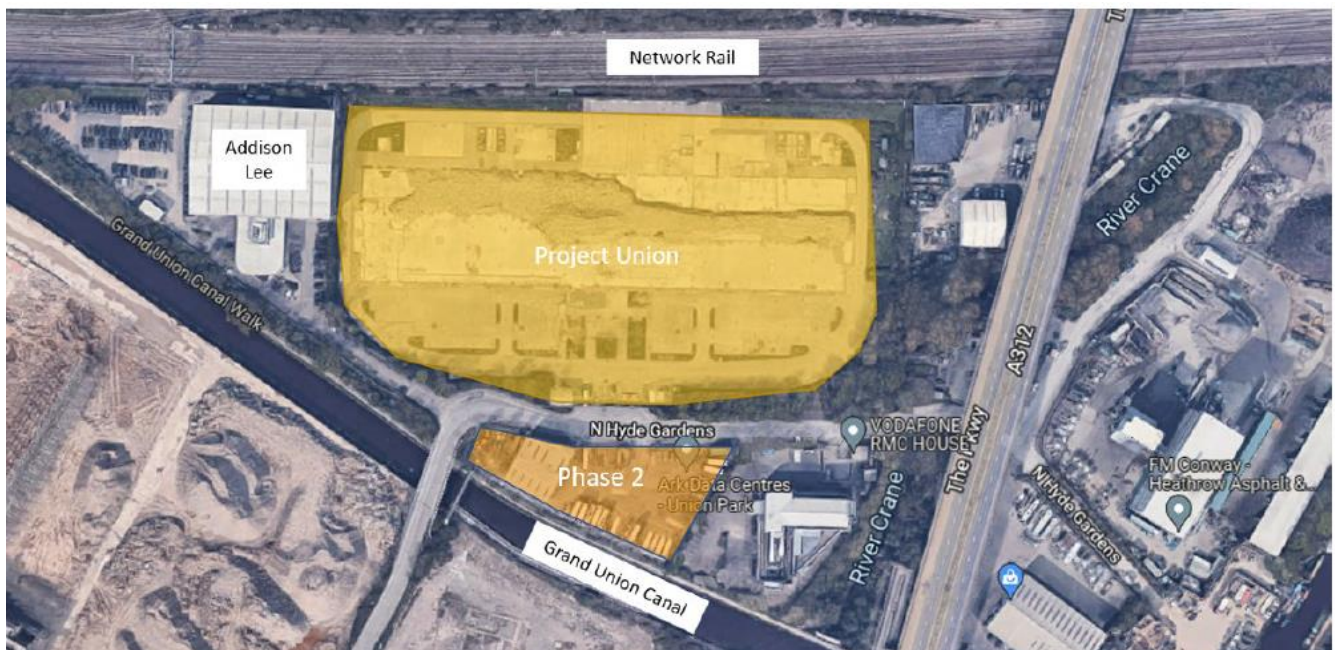 Network Rail
Addison
Lee
River Crane
Grand Union Canal Walk
Project Union
A312
N Hyde Gardens
VODAFONE
RMC HOUSE
Phase 2
The Pkwy
Ark Data Centres
- Union Park
FM Conway -
Heathrow Asphalt &...
N Hyde Gardens
River Crane
Grand Union Canal